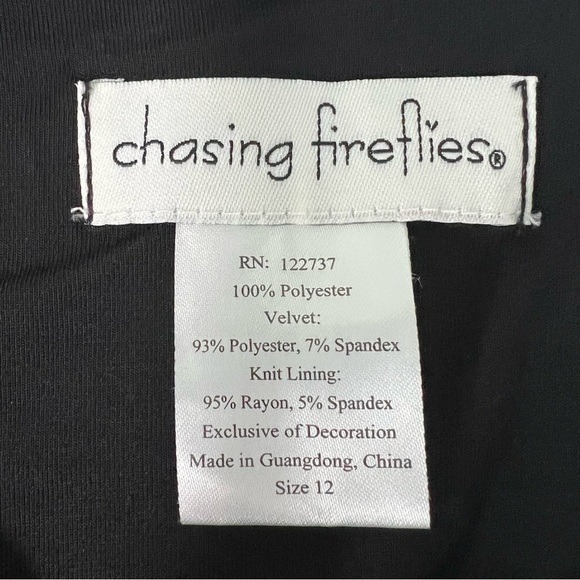 chasing fireflies®
RN: 122737
100% Polyester
Velvet:
93% Polyester, 7% Spandex
Knit Lining:
95% Rayon, 5% Spandex
Exclusive of Decoration
Made in Guangdong, China
Size 12